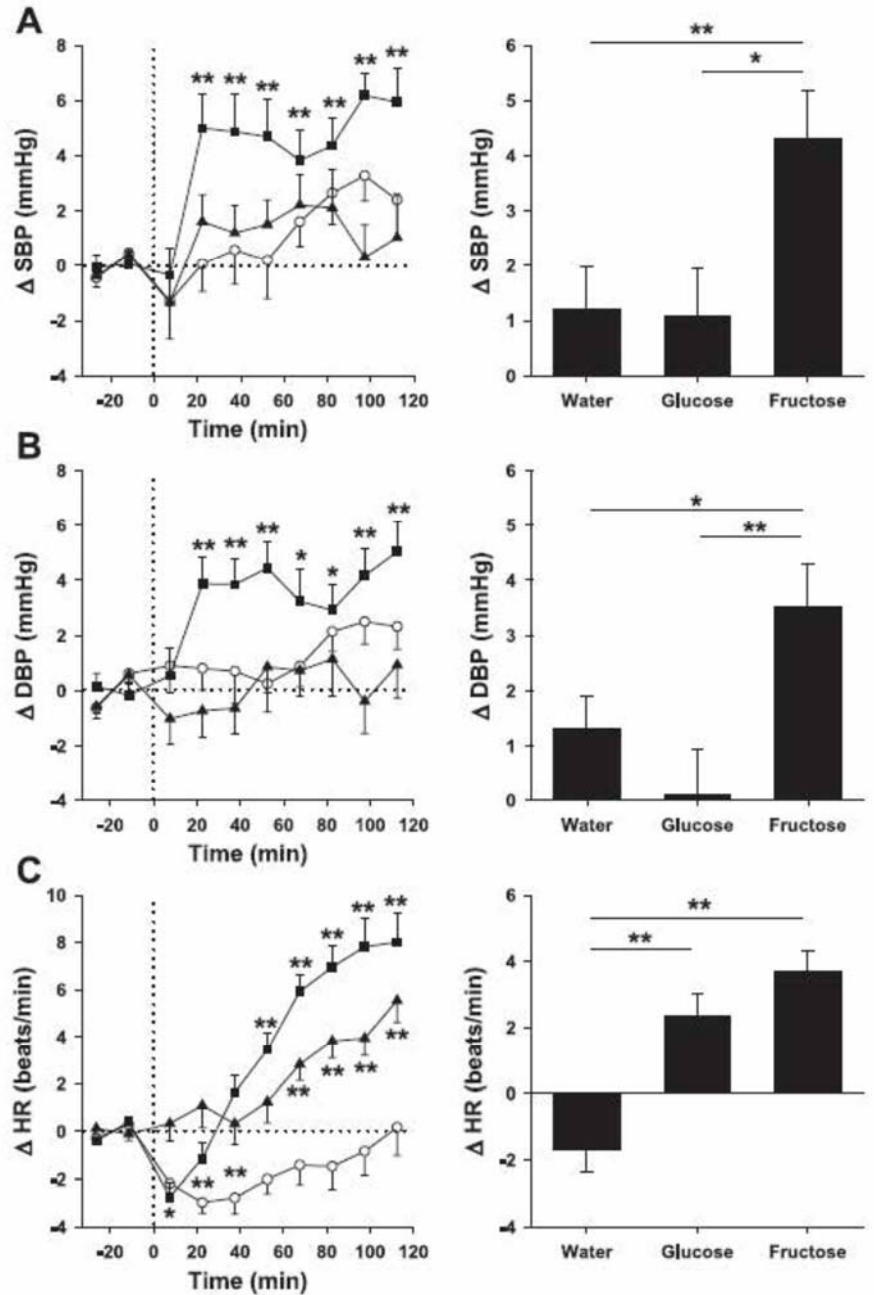 A
Δ SBP (mmHg)
8
6
4
2
0
-2
-4
** ** ** ** ** ** **
-20 0 20 40 60 80 100 120
Time (min)
Δ SBP (mmHg)
6
5
4
3
2
1
0
**
*
Water Glucose Fructose
B
Δ DBP (mmHg)
8
6
4
2
0
-2
-4
** ** ** * * ** **
-20 0 20 40 60 80 100 120
Time (min)
Δ DBP (mmHg)
6
5
4
3
2
1
0
*
**
Water Glucose Fructose
C
Δ HR (beats/min)
10
8
6
4
2
0
-2
-4
** ** ** ** **
** ** ** **
* ** **
-20 0 20 40 60 80 100 120
Time (min)
Δ HR (beats/min)
6
4
2
0
-2
-4
**
**
Water Glucose Fructose